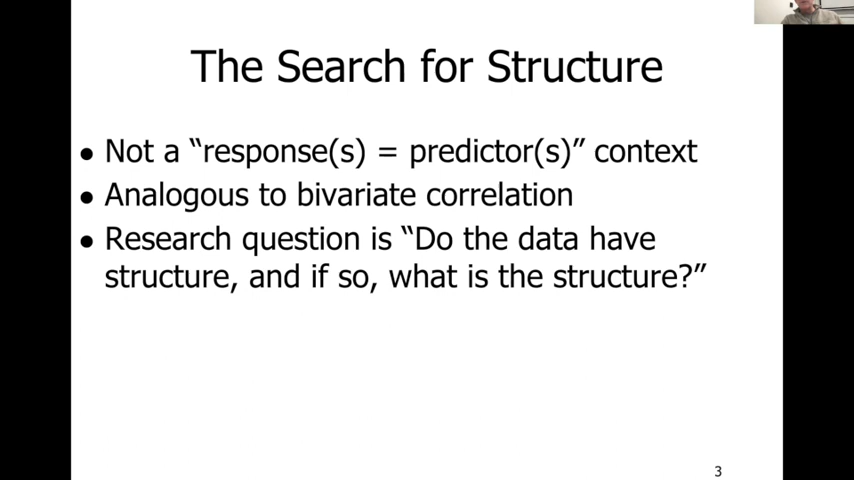 The Search for Structure
● Not a “response(s) = predictor(s)” context
● Analogous to bivariate correlation
● Research question is “Do the data have
structure, and if so, what is the structure?”
3